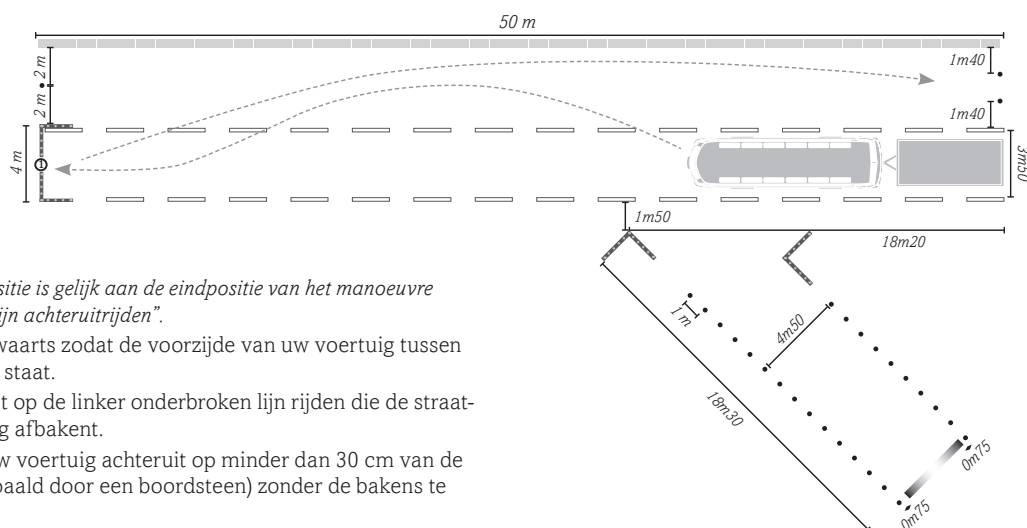 50 m
2 m
2 m
1m40
1m40
4 m
1
3m50
1m50
18m20
sitie is gelijk aan de eindpositie van het manoeuvre
ijn achteruitrijden”.
waarts zodat de voorzijde van uw voertuig tussen
staat.
t op de linker onderbroken lijn rijden die de straat-
g afbakent.
w voertuig achteruit op minder dan 30 cm van de
paald door een boordsteen) zonder de bakens te
1 m
4m50
18m30
0m75
0m75